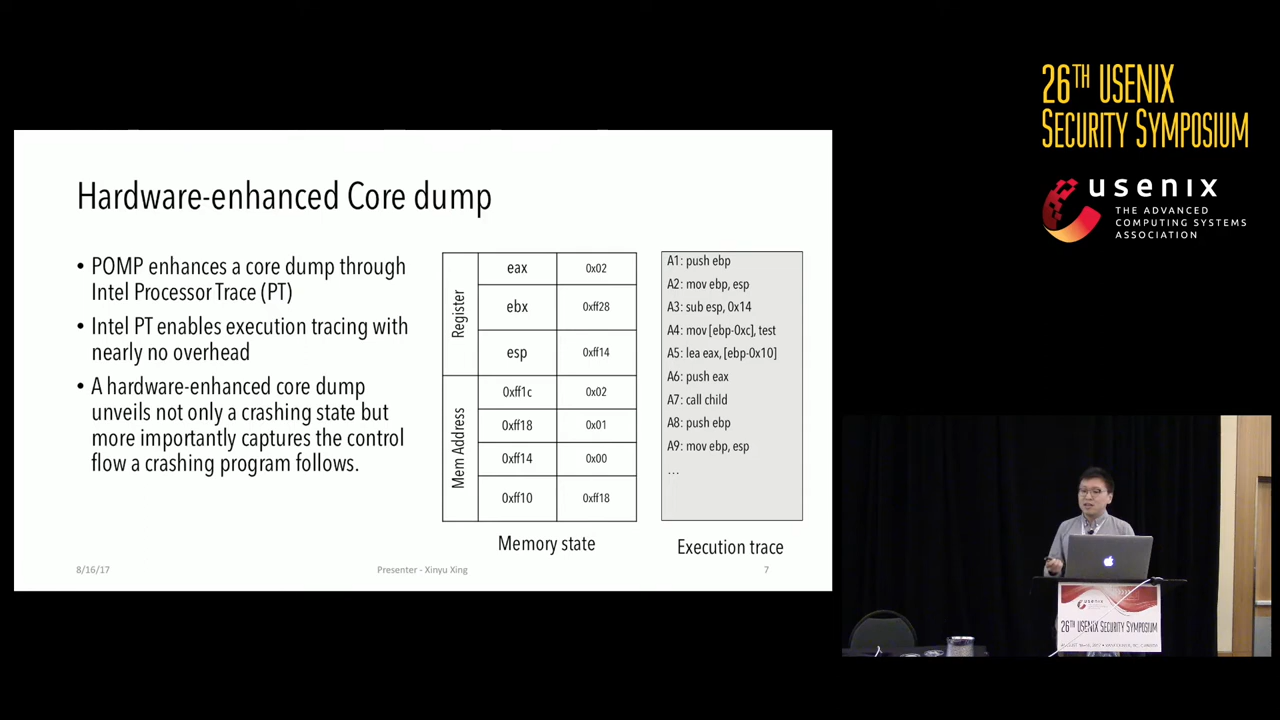 26TH USENIX
SECURITY SYMPOSIUM
usenix
THE ADVANCED
COMPUTING SYSTEMS
ASSOCIATION
Hardware-enhanced Core dump
• POMP enhances a core dump through
Intel Processor Trace (PT)
• Intel PT enables execution tracing with
nearly no overhead
• A hardware-enhanced core dump
unveils not only a crashing state but
more importantly captures the control
flow a crashing program follows.
Register
eax 0x02
ebx 0xff28
esp 0xff14
Mem Address
0xff1c 0x02
0xff18 0x01
0xff14 0x00
0xff10 0xff18
Memory state
A1: push ebp
A2: mov ebp, esp
A3: sub esp, 0x14
A4: mov [ebp-0xc], test
A5: lea eax, [ebp-0x10]
A6: push eax
A7: call child
A8: push ebp
A9: mov ebp, esp
…
Execution trace
8/16/17
Presenter - Xinyu Xing
7
usenix
26TH USENIX SECURITY SYMPOSIUM